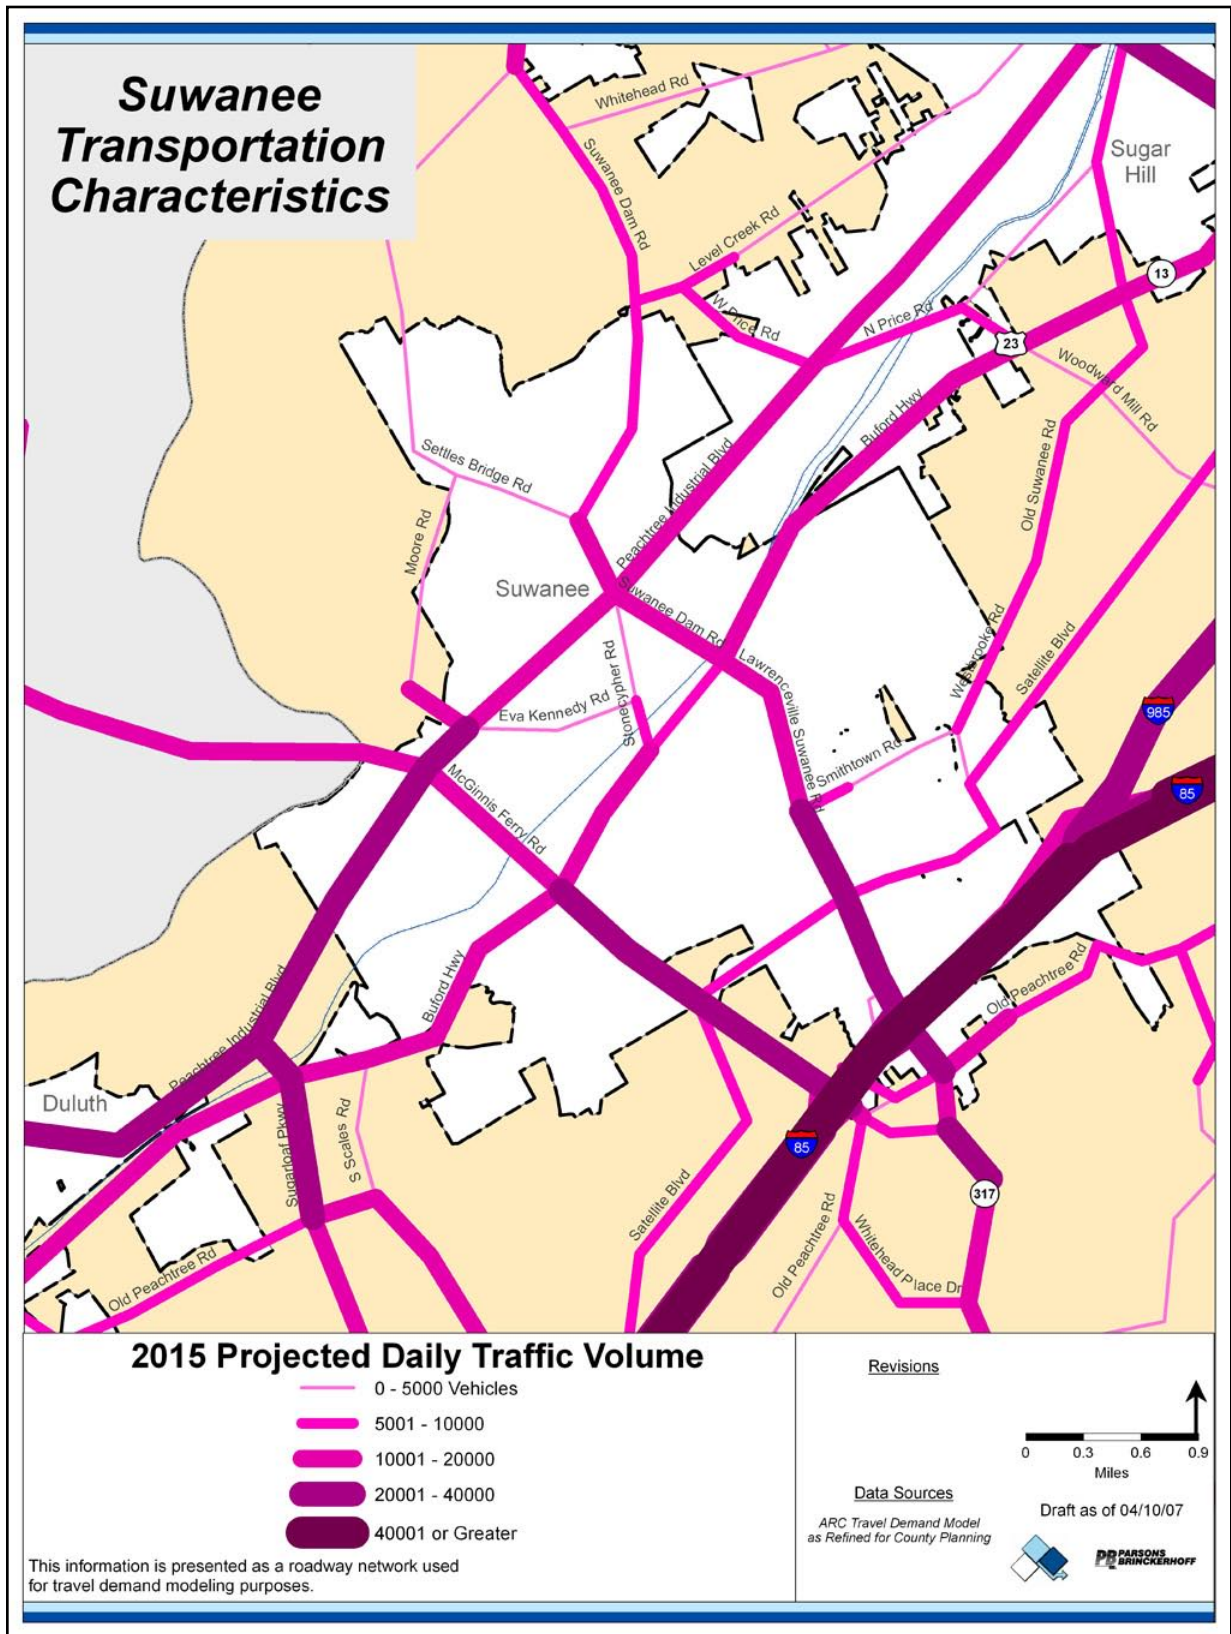 Suwanee
Transportation
Characteristics
Whitehead Rd
Suwanee Dam Rd
Sugar
Hill
Level Creek Rd
13
W Price Rd
N Price Rd
23
Woodward Mill Rd
Buford Hwy
Settles Bridge Rd
Old Suwanee Rd
Peachtree Industrial Blvd
Moore Rd
Suwanee
Suwanee Dam Rd
Westbrooke Rd
Satellite Blvd
Lawrenceville Suwanee Rd
Stonecypher Rd
Eva Kennedy Rd
985
Smithtown Rd
85
McGinnis Ferry Rd
Buford Hwy
Old Peachtree Rd
Peachtree Industrial Blvd
Duluth
Sugarloaf Pkwy
S Scales Rd
85
317
Satellite Blvd
Old Peachtree Rd
Whitehead Place Dr
Old Peachtree Rd
2015 Projected Daily Traffic Volume
0 - 5000 Vehicles
5001 - 10000
10001 - 20000
20001 - 40000
40001 or Greater
This information is presented as a roadway network used
for travel demand modeling purposes.
Revisions
0 0.3 0.6 0.9
Miles
Data Sources
ARC Travel Demand Model
as Refined for County Planning
Draft as of 04/10/07
PB PARSONS
BRINCKERHOFF